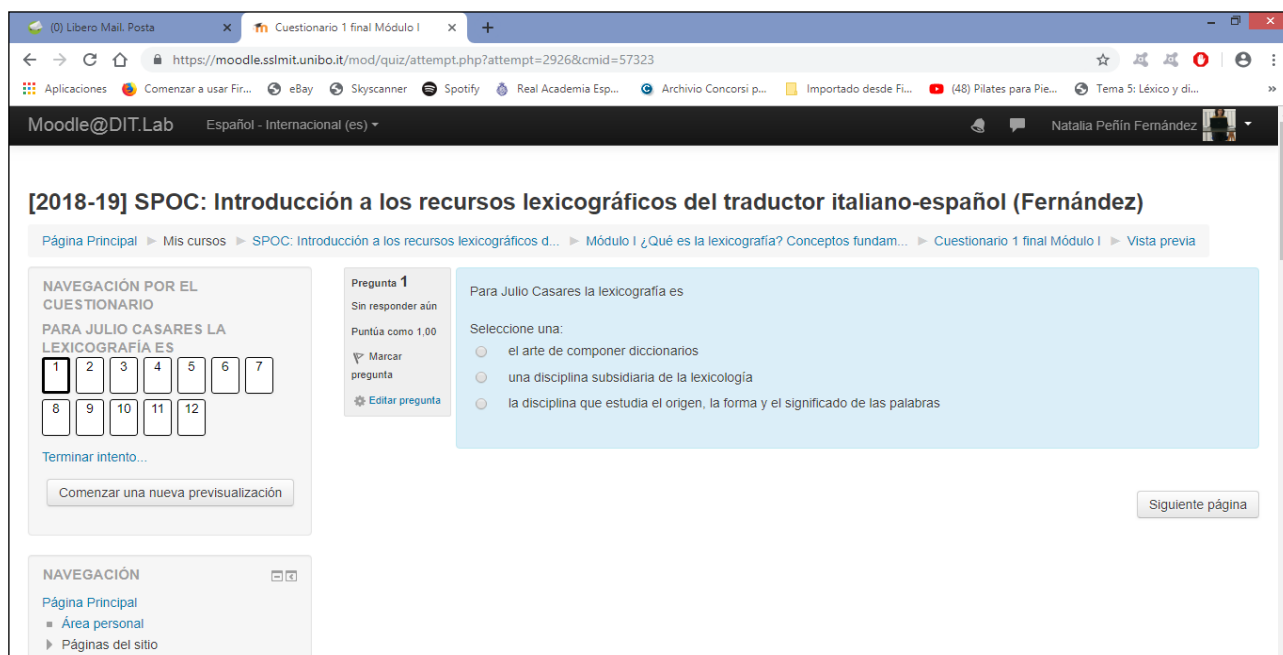 (0) Libero Mail. Posta
Cuestionario 1 final Módulo I
https://moodle.sslmit.unibo.it/mod/quiz/attempt.php?attempt=2926&cmid=57323
Aplicaciones Comenzar a usar Fir... eBay Skyscanner Spotify Real Academia Esp... Archivio Concorsi p... Importado desde Fi... (48) Pilates para Pie... Tema 5: Léxico y di... »
Moodle@DIT.Lab Español - Internacional (es) Natalia Peñín Fernández
[2018-19] SPOC: Introducción a los recursos lexicográficos del traductor italiano-español (Fernández)
Página Principal Mis cursos SPOC: Introducción a los recursos lexicográficos d... Módulo I ¿Qué es la lexicografía? Conceptos fundam... Cuestionario 1 final Módulo I Vista previa
NAVEGACIÓN POR EL
CUESTIONARIO
PARA JULIO CASARES LA
LEXICOGRAFÍA ES
1 2 3 4 5 6 7
8 9 10 11 12
Terminar intento...
Comenzar una nueva previsualización
Pregunta 1
Sin responder aún
Puntúa como 1,00
Marcar
pregunta
Editar pregunta
Para Julio Casares la lexicografía es
Seleccione una:
el arte de componer diccionarios
una disciplina subsidiaria de la lexicología
la disciplina que estudia el origen, la forma y el significado de las palabras
Siguiente página
NAVEGACIÓN
Página Principal
Área personal
Páginas del sitio